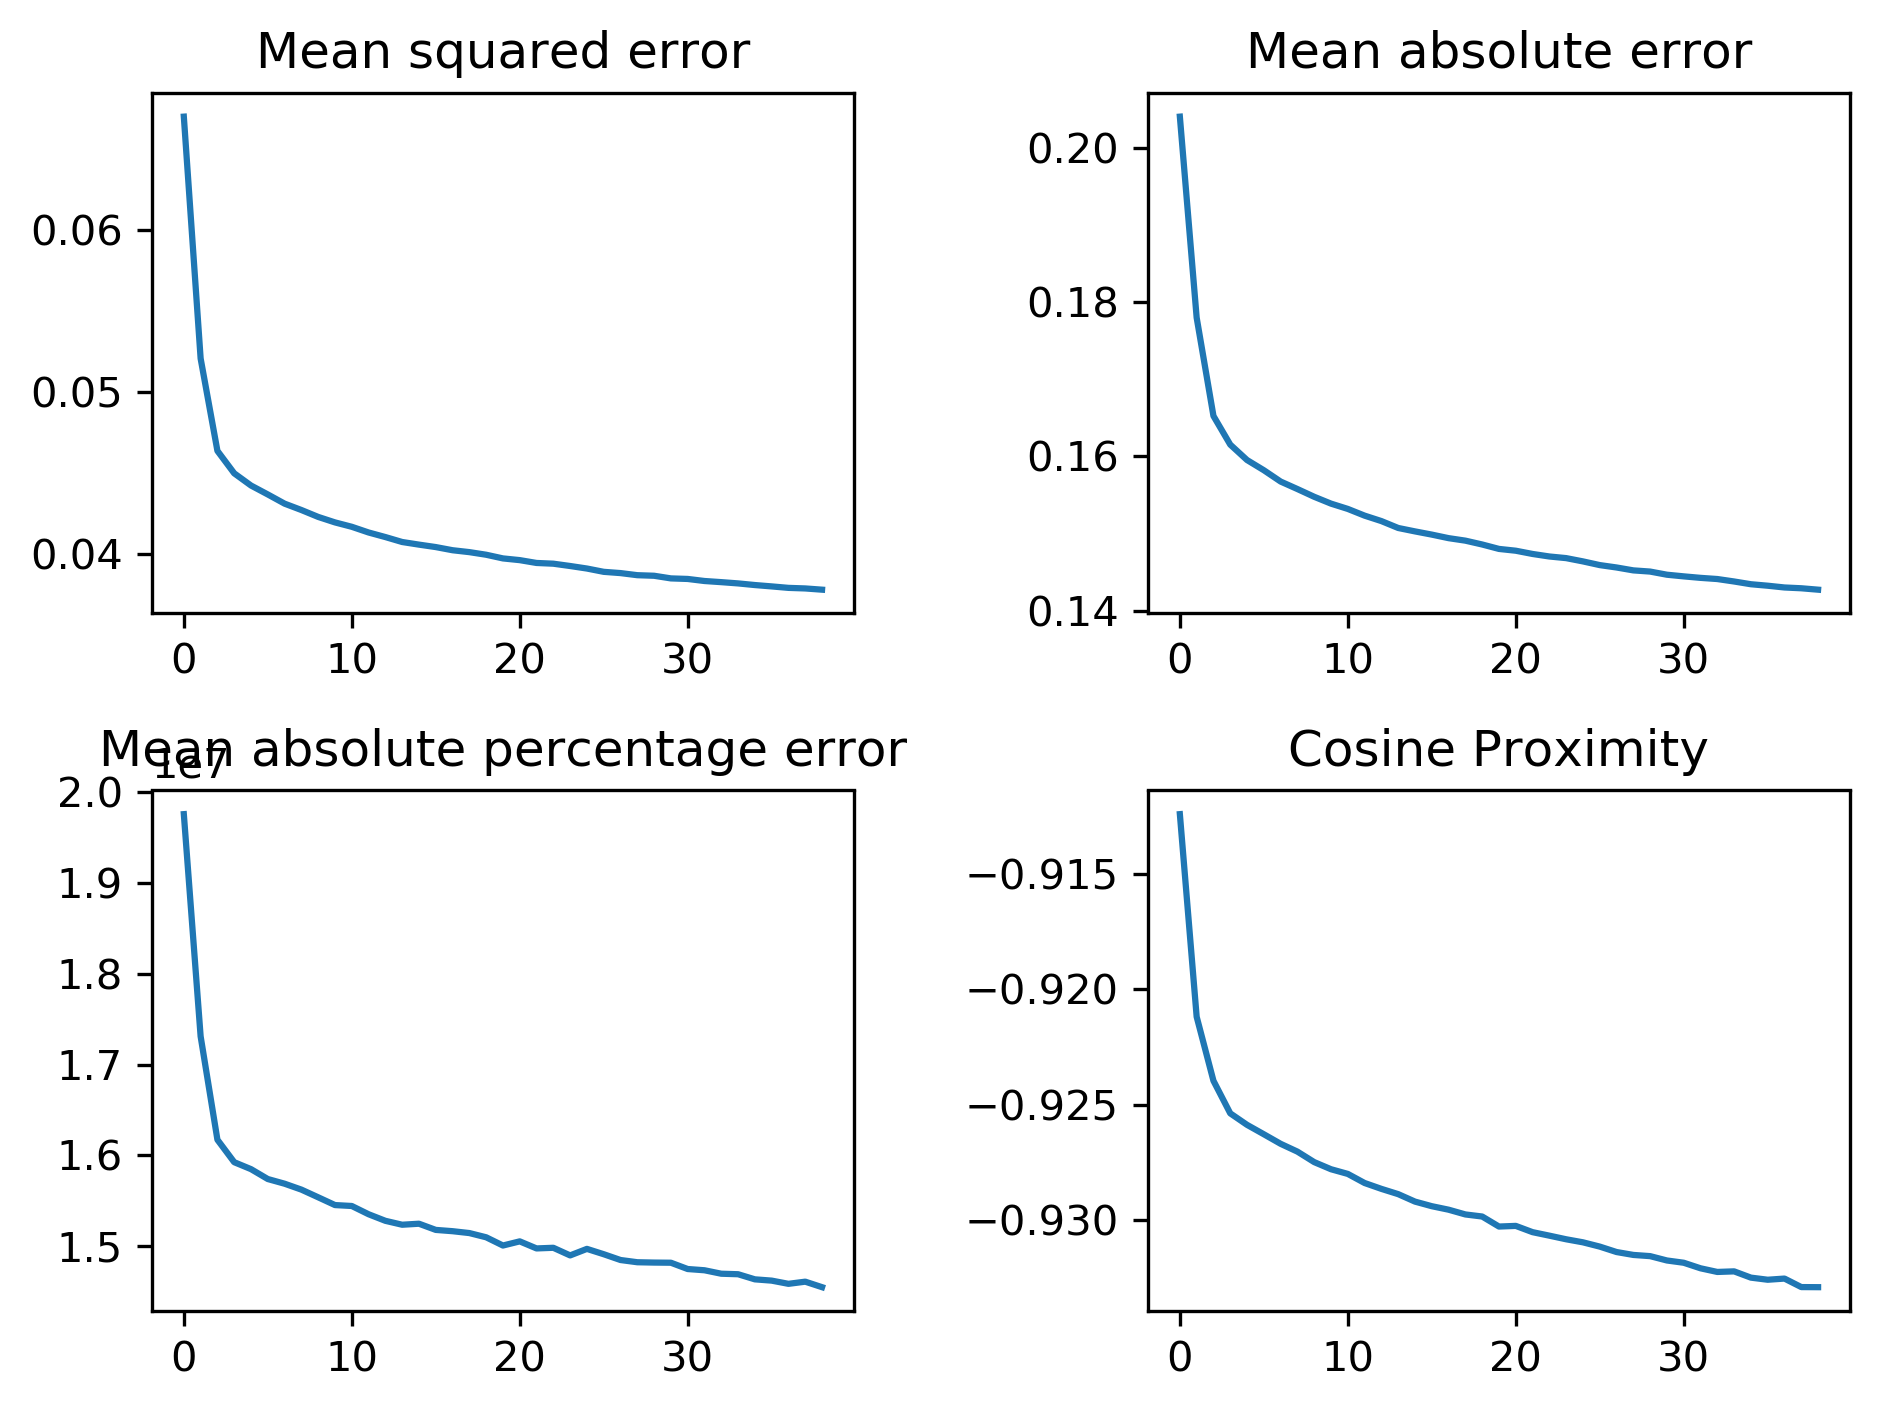 Mean squared error
0.06
0.05
0.04
0 10 20 30
Mean absolute error
0.20
0.18
0.16
0.14
0 10 20 30
Mean absolute percentage error
1e7
2.0
1.9
1.8
1.7
1.6
1.5
0 10 20 30
Cosine Proximity
−0.915
−0.920
−0.925
−0.930
0 10 20 30